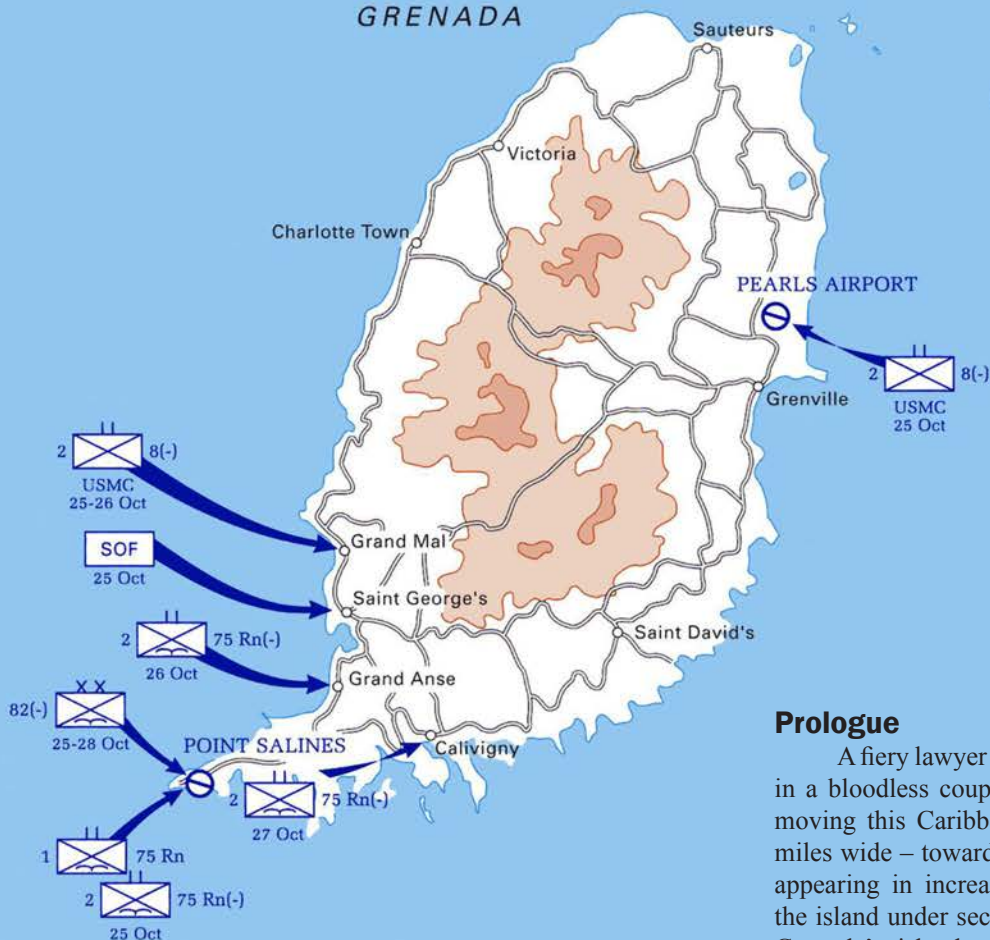 GRENADA
Sauteurs
Victoria
Charlotte Town
PEARLS AIRPORT
2 8(-)
USMC
25 Oct
Grenville
2 8(-)
USMC
25-26 Oct
Grand Mal
SOF
25 Oct
Saint George's
2 75 Rn(-)
26 Oct
Saint David's
Grand Anse
82(-)
25-28 Oct
POINT SALINES
Calivigny
2 75 Rn(-)
27 Oct
1 75 Rn
2 75 Rn(-)
25 Oct
Prologue
A fiery lawyer
in a bloodless coup
moving this Caribb
miles wide – toward
appearing in increa
the island under sec